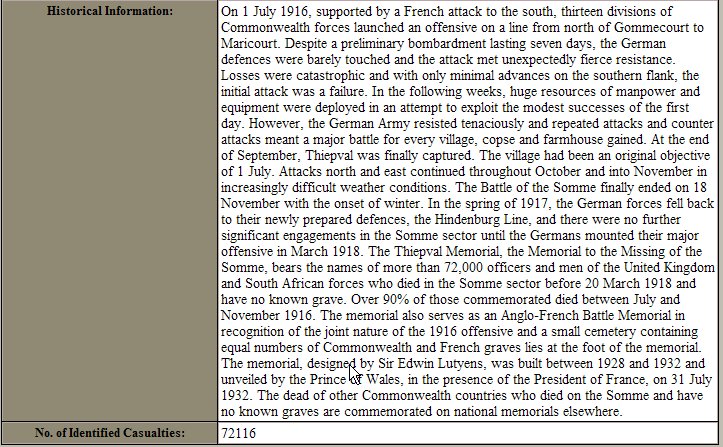 Historical Information:
On 1 July 1916, supported by a French attack to the south, thirteen divisions of
Commonwealth forces launched an offensive on a line from north of Gommecourt to
Maricourt. Despite a preliminary bombardment lasting seven days, the German
defences were barely touched and the attack met unexpectedly fierce resistance.
Losses were catastrophic and with only minimal advances on the southern flank, the
initial attack was a failure. In the following weeks, huge resources of manpower and
equipment were deployed in an attempt to exploit the modest successes of the first
day. However, the German Army resisted tenaciously and repeated attacks and counter
attacks meant a major battle for every village, copse and farmhouse gained. At the end
of September, Thiepval was finally captured. The village had been an original objective
of 1 July. Attacks north and east continued throughout October and into November in
increasingly difficult weather conditions. The Battle of the Somme finally ended on 18
November with the onset of winter. In the spring of 1917, the German forces fell back
to their newly prepared defences, the Hindenburg Line, and there were no further
significant engagements in the Somme sector until the Germans mounted their major
offensive in March 1918. The Thiepval Memorial, the Memorial to the Missing of the
Somme, bears the names of more than 72,000 officers and men of the United Kingdom
and South African forces who died in the Somme sector before 20 March 1918 and
have no known grave. Over 90% of those commemorated died between July and
November 1916. The memorial also serves as an Anglo-French Battle Memorial in
recognition of the joint nature of the 1916 offensive and a small cemetery containing
equal numbers of Commonwealth and French graves lies at the foot of the memorial.
The memorial, designed by Sir Edwin Lutyens, was built between 1928 and 1932 and
unveiled by the Prince of Wales, in the presence of the President of France, on 31 July
1932. The dead of other Commonwealth countries who died on the Somme and have
no known graves are commemorated on national memorials elsewhere.
No. of Identified Casualties:
72116